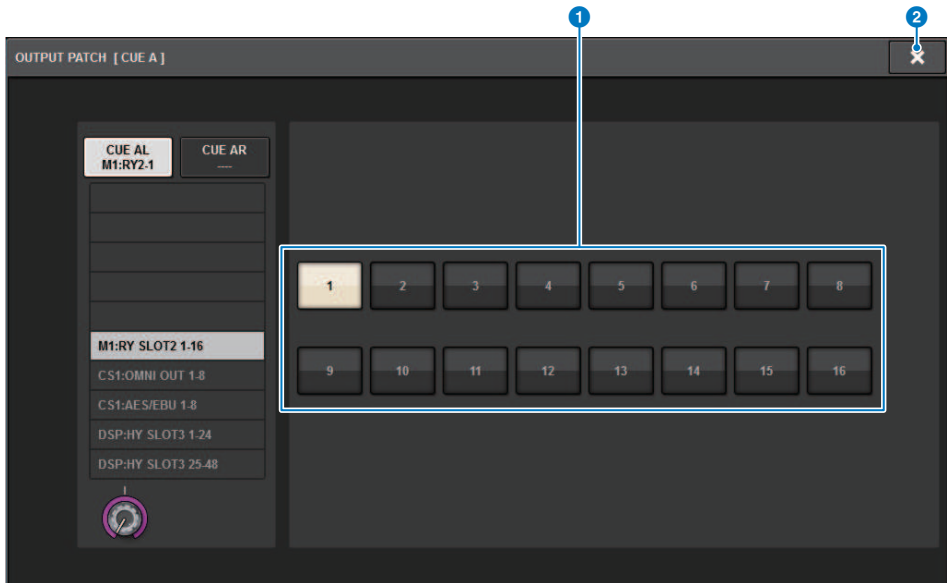 1
2
OUTPUT PATCH [ CUE A ]
CUE AL
M1:RY2-1
CUE AR
----
M1:RY SLOT2 1-16
CS1:OMNI OUT 1-8
CS1:AES/EBU 1-8
DSP:HY SLOT3 1-24
DSP:HY SLOT3 25-48
1 2 3 4 5 6 7 8
9 10 11 12 13 14 15 16